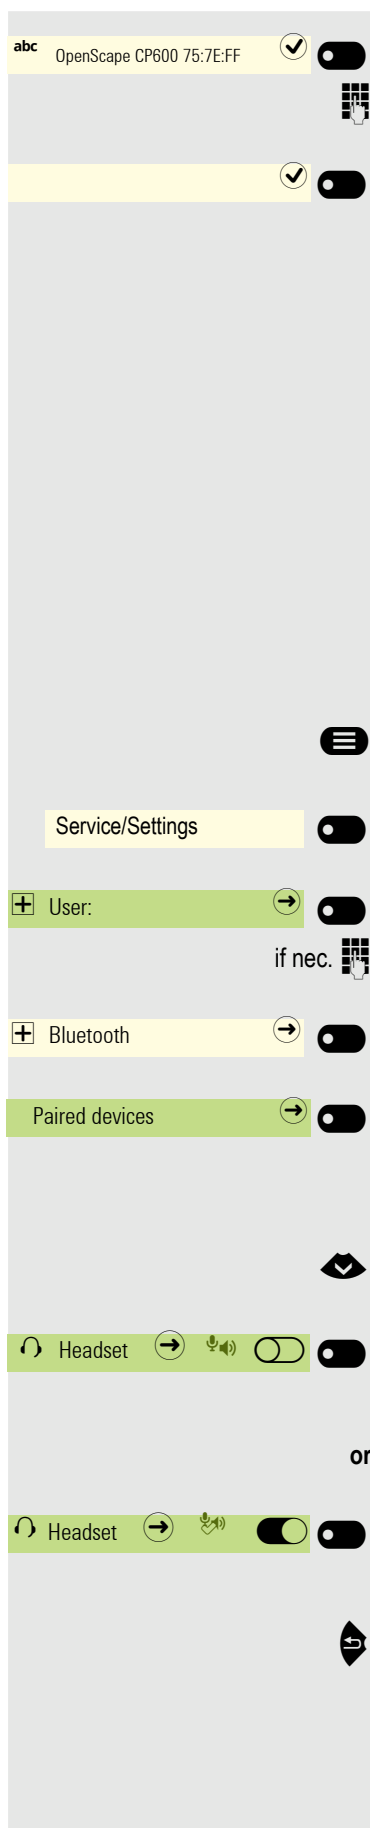 abc OpenScape CP600 75:7E:FF
Service/Settings
User:
if nec.
Bluetooth
Paired devices
Headset
or
Headset